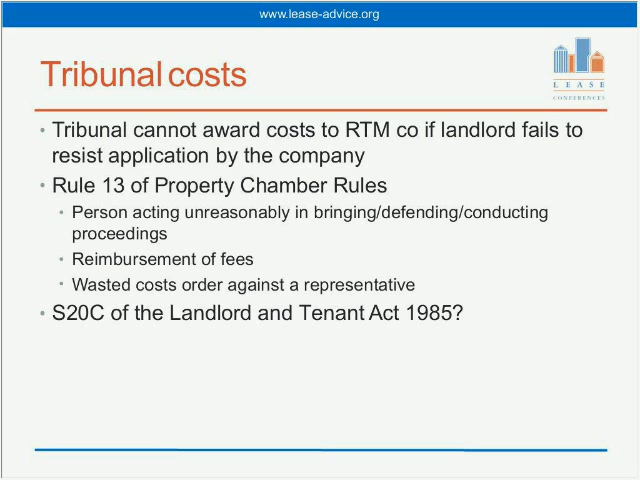 www.lease-advice.org
Tribunal costs
LEASE
CONFERENCES
• Tribunal cannot award costs to RTM co if landlord fails to
resist application by the company
• Rule 13 of Property Chamber Rules
• Person acting unreasonably in bringing/defending/conducting
proceedings
• Reimbursement of fees
• Wasted costs order against a representative
• S20C of the Landlord and Tenant Act 1985?